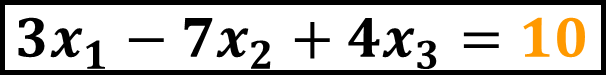 3x₁ − 7x₂ + 4x₃ = 10